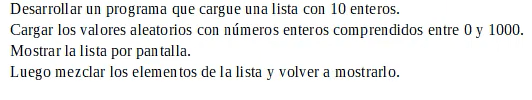 Desarrollar un programa que cargue una lista con 10 enteros.
Cargar los valores aleatorios con números enteros comprendidos entre 0 y 1000.
Mostrar la lista por pantalla.
Luego mezclar los elementos de la lista y volver a mostrarlo.